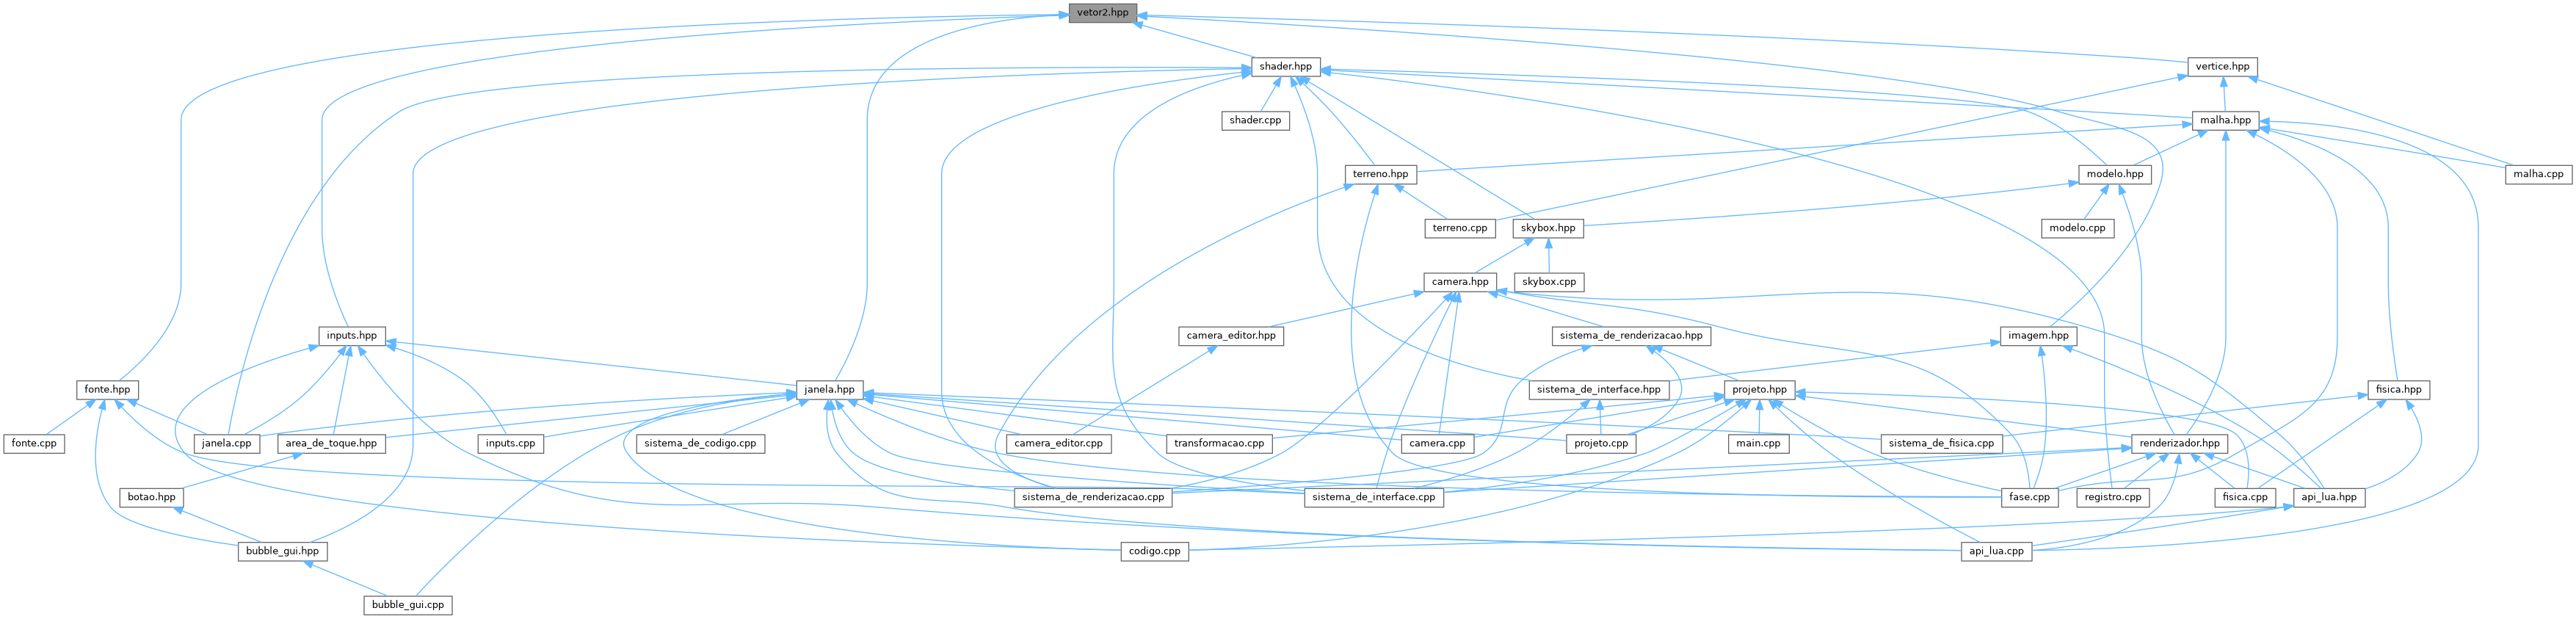 vetor2.hpp
shader.hpp
vertice.hpp
shader.cpp
malha.hpp
terreno.hpp
modelo.hpp
malha.cpp
terreno.cpp
skybox.hpp
modelo.cpp
camera.hpp
skybox.cpp
inputs.hpp
camera_editor.hpp
sistema_de_renderizacao.hpp
imagem.hpp
fonte.hpp
janela.hpp
sistema_de_interface.hpp
projeto.hpp
fisica.hpp
fonte.cpp
janela.cpp
area_de_toque.hpp
inputs.cpp
sistema_de_codigo.cpp
camera_editor.cpp
transformacao.cpp
camera.cpp
projeto.cpp
main.cpp
sistema_de_fisica.cpp
renderizador.hpp
botao.hpp
sistema_de_renderizacao.cpp
sistema_de_interface.cpp
fase.cpp
registro.cpp
fisica.cpp
api_lua.hpp
bubble_gui.hpp
codigo.cpp
api_lua.cpp
bubble_gui.cpp